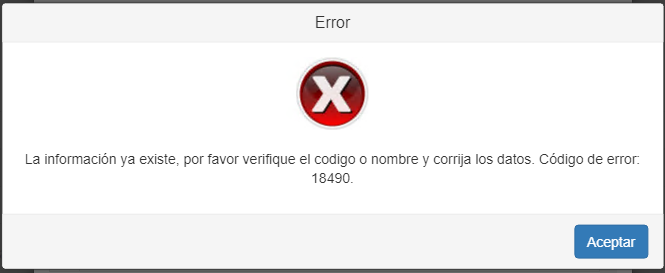 Error
X
La información ya existe, por favor verifique el codigo o nombre y corrija los datos. Código de error:
18490.
Aceptar